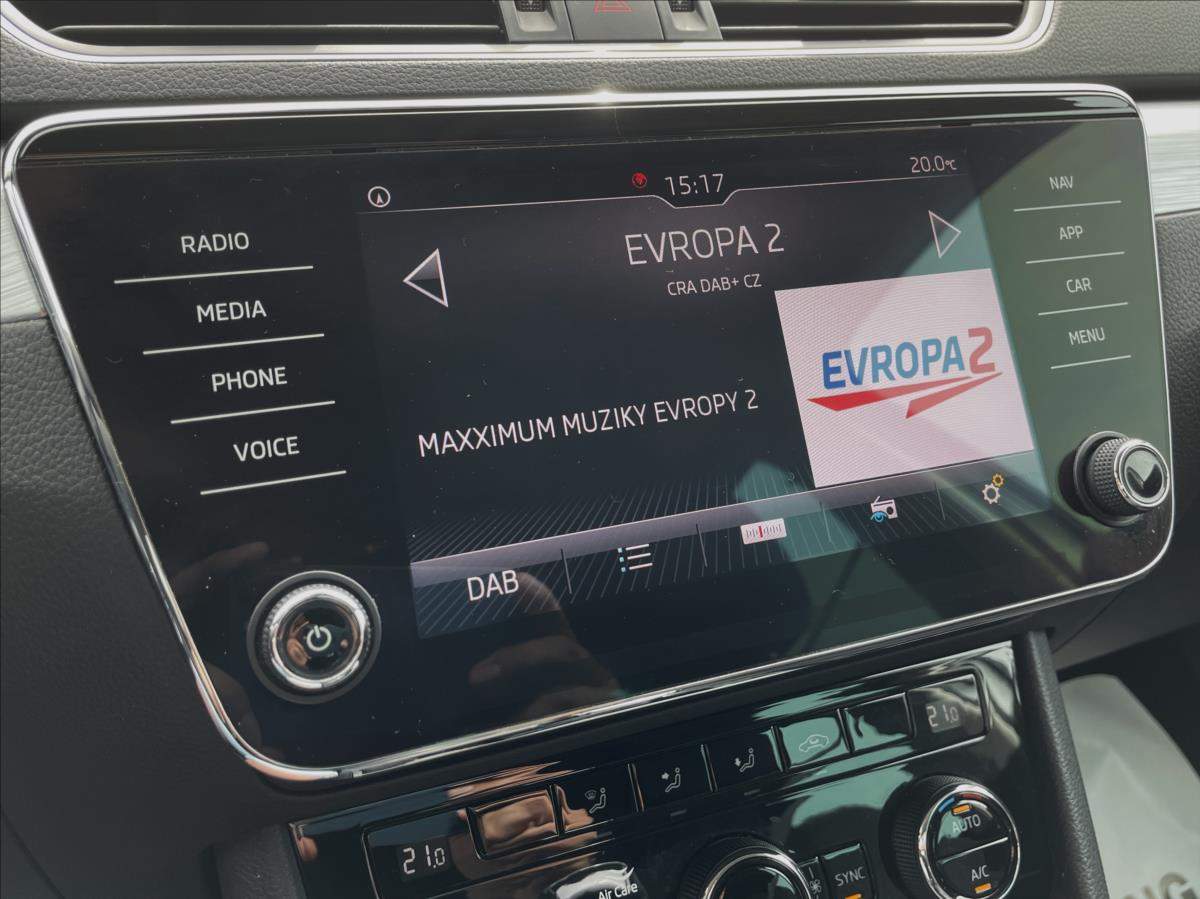 15:17
20.0°C
RADIO
MEDIA
PHONE
VOICE
EVROPA 2
CRA DAB+ CZ
MAXXIMUM MUZIKY EVROPY 2
EVROPA 2
DAB
NAV
APP
CAR
MENU
21.0
21.0
Air Care
SYNC
AUTO
A/C